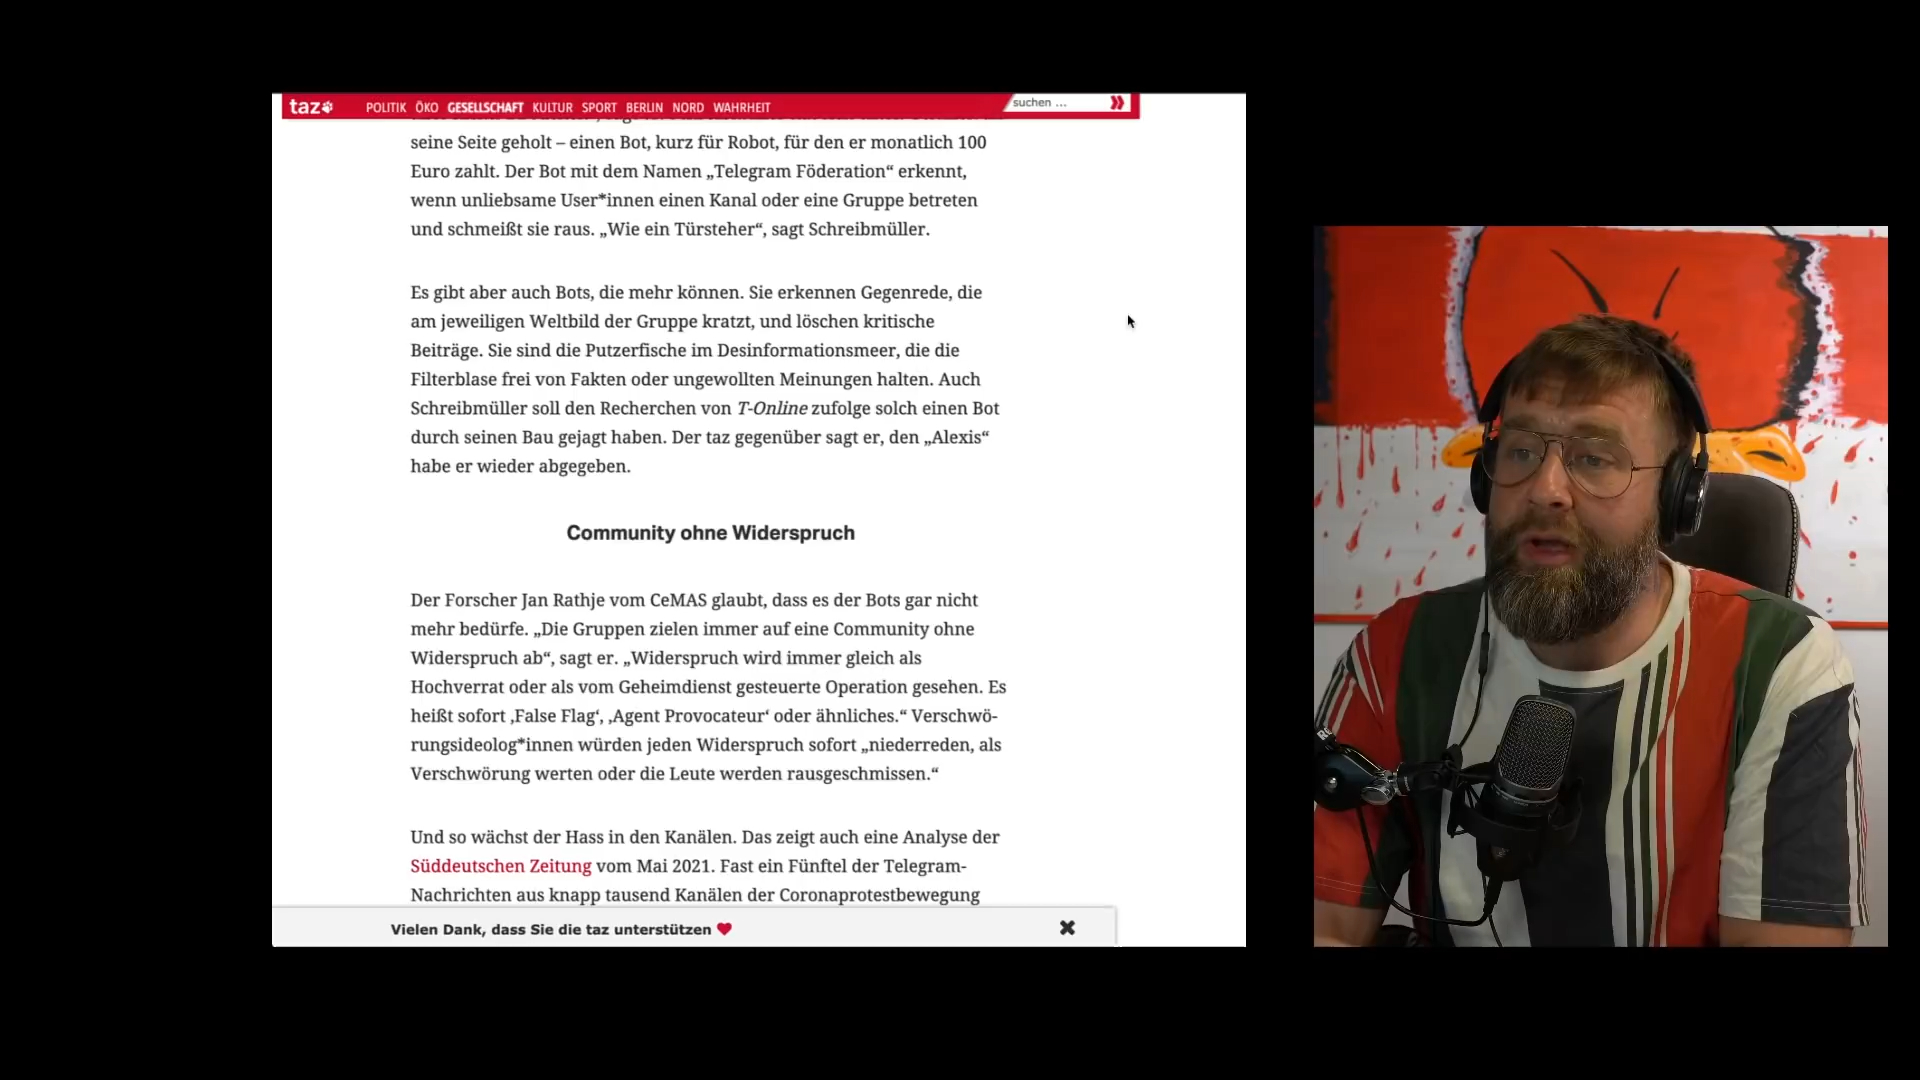 taz
POLITIK ÖKO GESELLSCHAFT KULTUR SPORT BERLIN NORD WAHRHEIT
suchen ...
seine Seite geholt – einen Bot, kurz für Robot, für den er monatlich 100
Euro zahlt. Der Bot mit dem Namen „Telegram Föderation“ erkennt,
wenn unliebsame User*innen einen Kanal oder eine Gruppe betreten
und schmeißt sie raus. „Wie ein Türsteher“, sagt Schreibmüller.
Es gibt aber auch Bots, die mehr können. Sie erkennen Gegenrede, die
am jeweiligen Weltbild der Gruppe kratzt, und löschen kritische
Beiträge. Sie sind die Putzerfische im Desinformationsmeer, die die
Filterblase frei von Fakten oder ungewollten Meinungen halten. Auch
Schreibmüller soll den Recherchen von T-Online zufolge solch einen Bot
durch seinen Bau gejagt haben. Der taz gegenüber sagt er, den „Alexis“
habe er wieder abgegeben.
Community ohne Widerspruch
Der Forscher Jan Rathje vom CeMAS glaubt, dass es der Bots gar nicht
mehr bedürfe. „Die Gruppen zielen immer auf eine Community ohne
Widerspruch ab“, sagt er. „Widerspruch wird immer gleich als
Hochverrat oder als vom Geheimdienst gesteuerte Operation gesehen. Es
heißt sofort ‚False Flag‘, ‚Agent Provocateur‘ oder ähnliches.“ Verschwö-
rungsideolog*innen würden jeden Widerspruch sofort „niederreden, als
Verschwörung werten oder die Leute werden rausgeschmissen.“
Und so wächst der Hass in den Kanälen. Das zeigt auch eine Analyse der
Süddeutschen Zeitung vom Mai 2021. Fast ein Fünftel der Telegram-
Nachrichten aus knapp tausend Kanälen der Coronaprotestbewegung
Vielen Dank, dass Sie die taz unterstützen